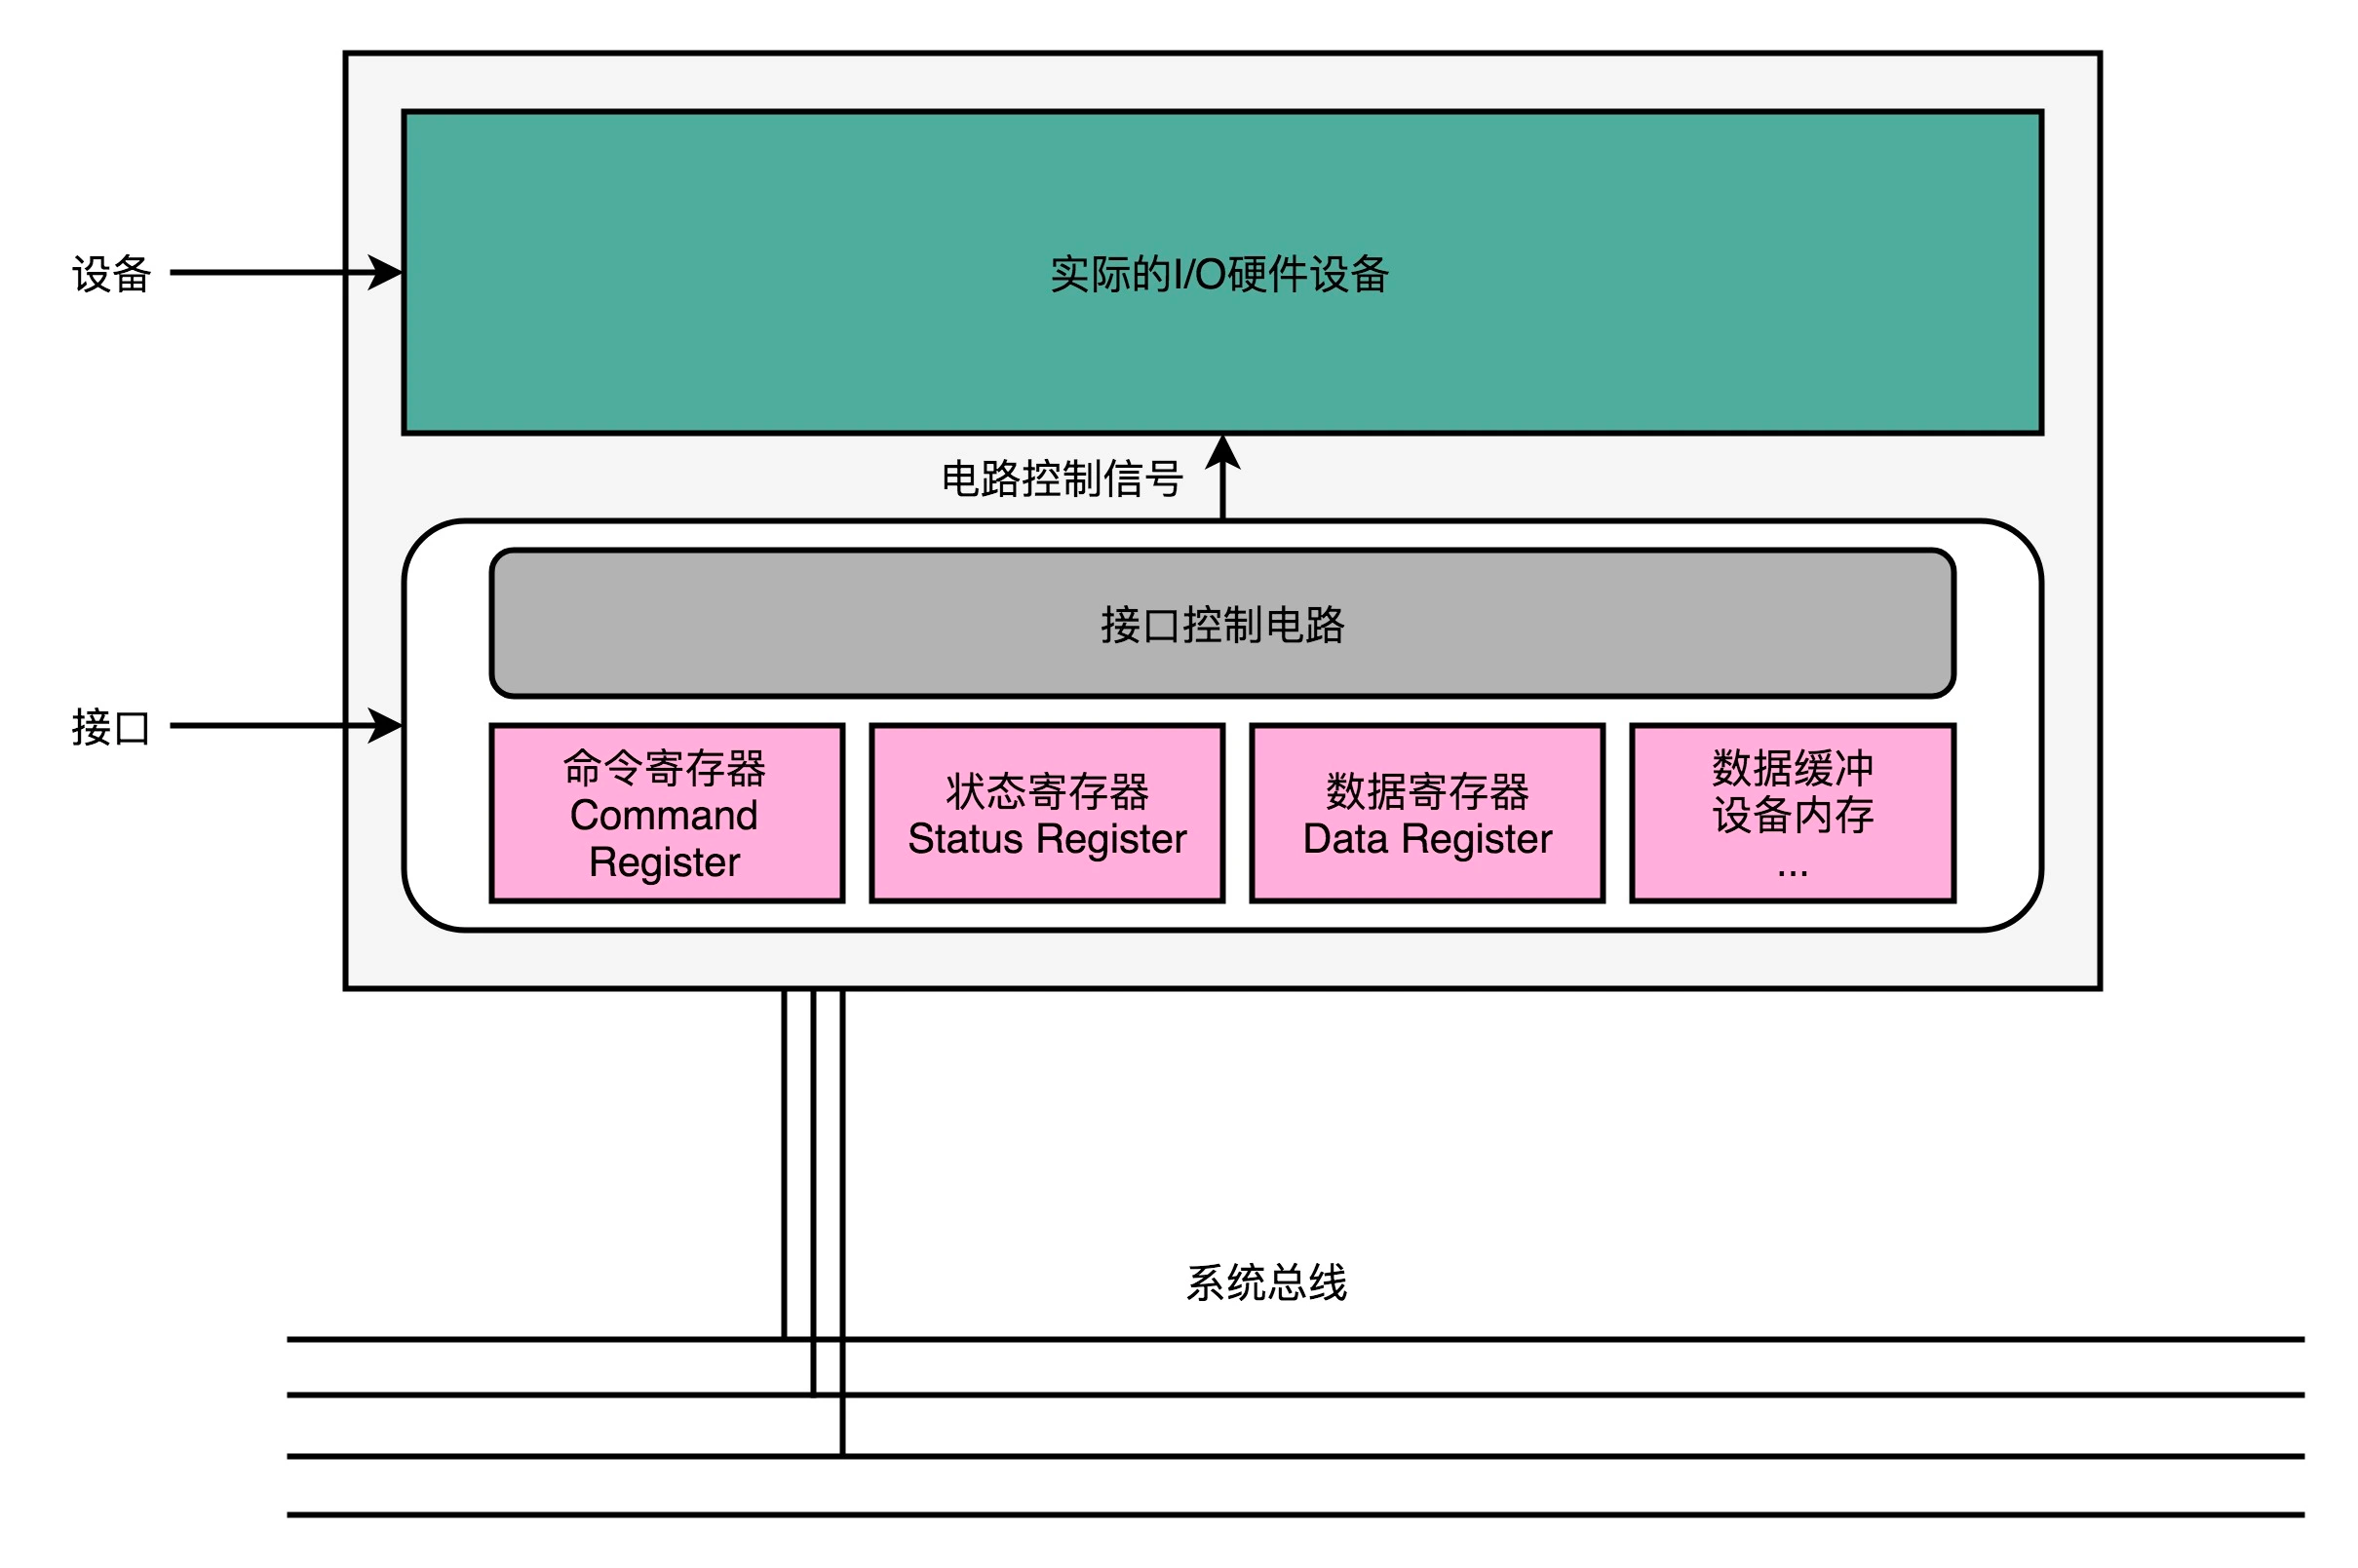 设备
实际的I/O硬件设备
电路控制信号
接口控制电路
接口
命令寄存器
Command
Register
状态寄存器
Status Register
数据寄存器
Data Register
数据缓冲
设备内存
...
系统总线